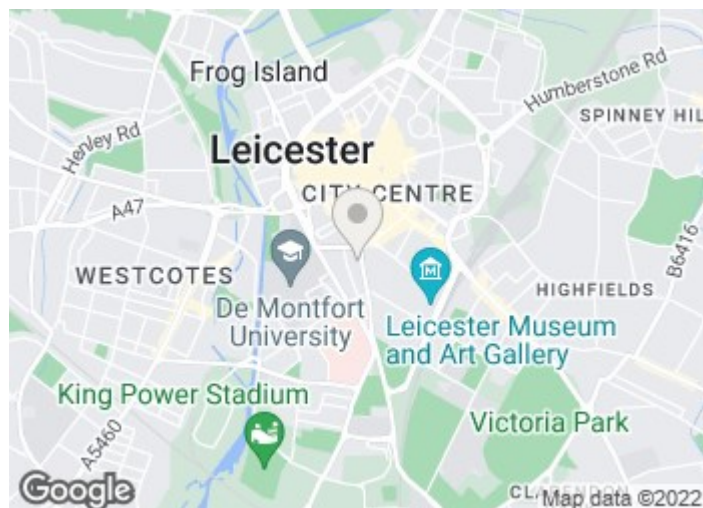 Frog Island
Humberstone Rd
SPINNEY HIL
Henley Rd
Leicester
CITY CENTRE
A47
B6416
WESTCOTES
HIGHFIELDS
De Montfort
University
Leicester Museum
and Art Gallery
King Power Stadium
Victoria Park
A5460
CLARENDON
Google
Map data ©2022